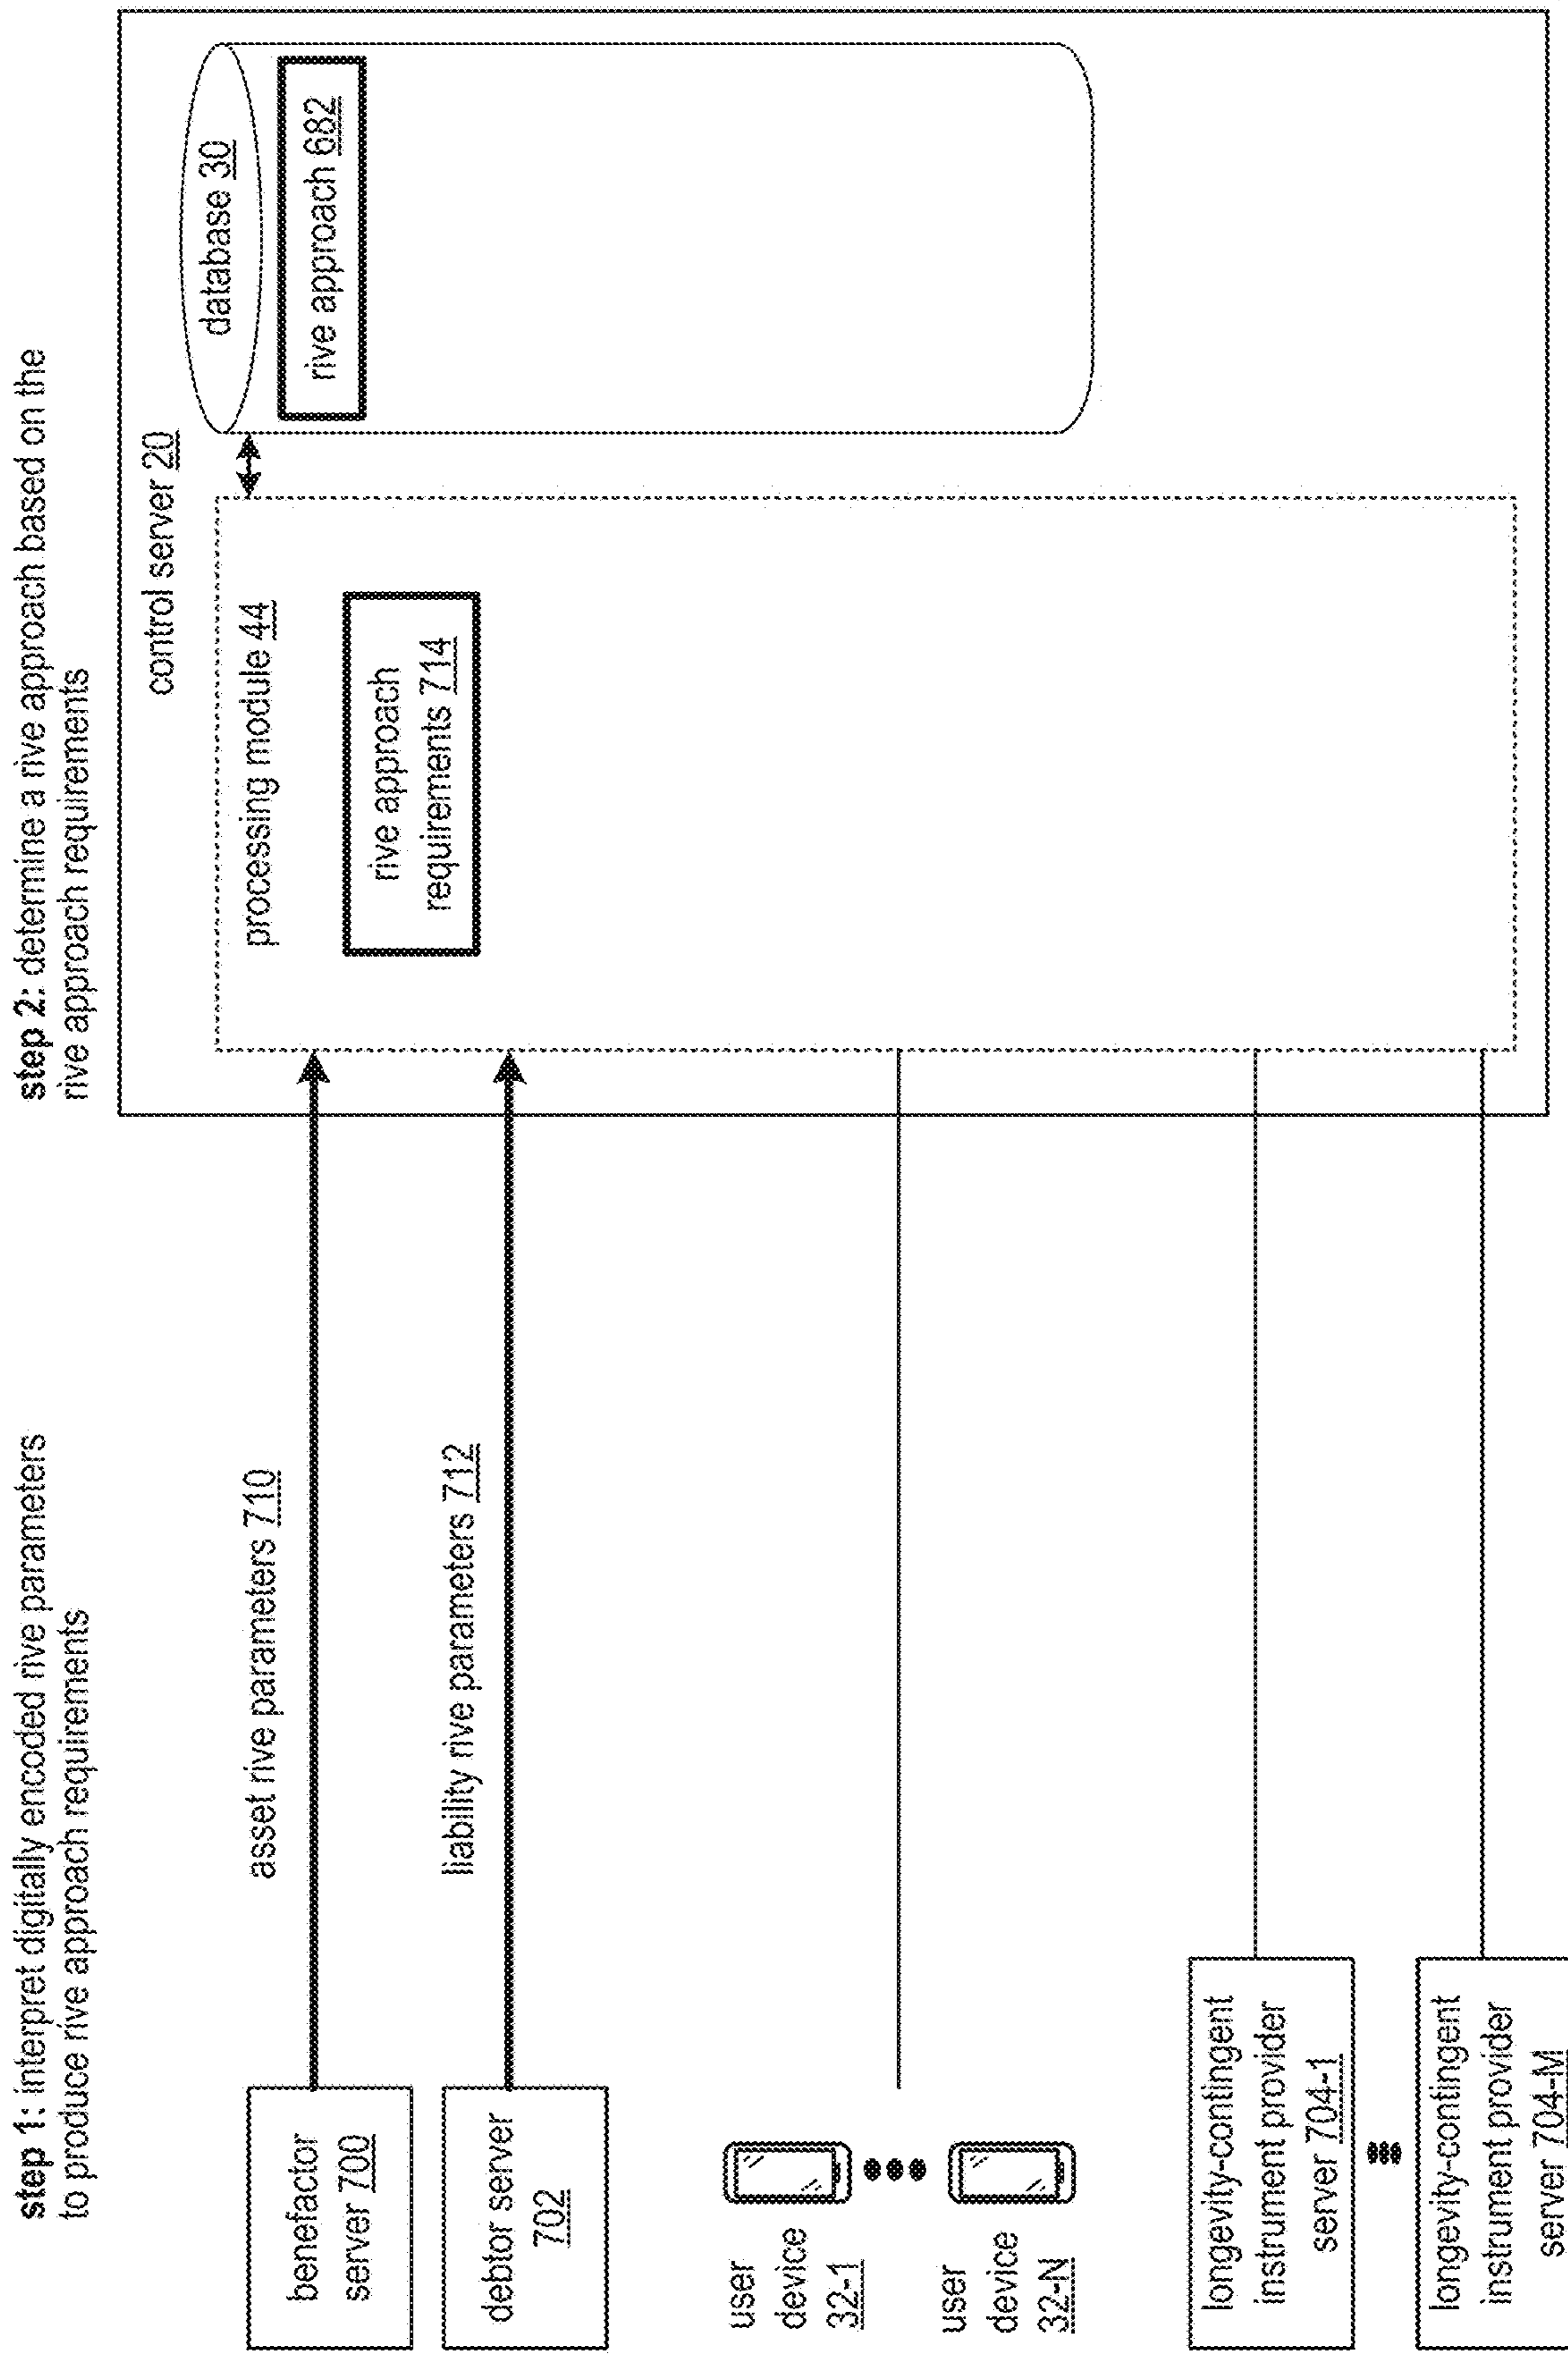 step 1: interpret digitally encoded rive parameters
to produce rive approach requirements
step 2: determine a rive approach based on the
rive approach requirements
control server 20
database 30
rive approach 682
processing module 44
rive approach
requirements 714
benefactor
server 700
asset rive parameters 710
debtor server
702
liability rive parameters 712
user
device
32-1
user
device
32-N
longevity-contingent
instrument provider
server 704-1
longevity-contingent
instrument provider
server 704-M